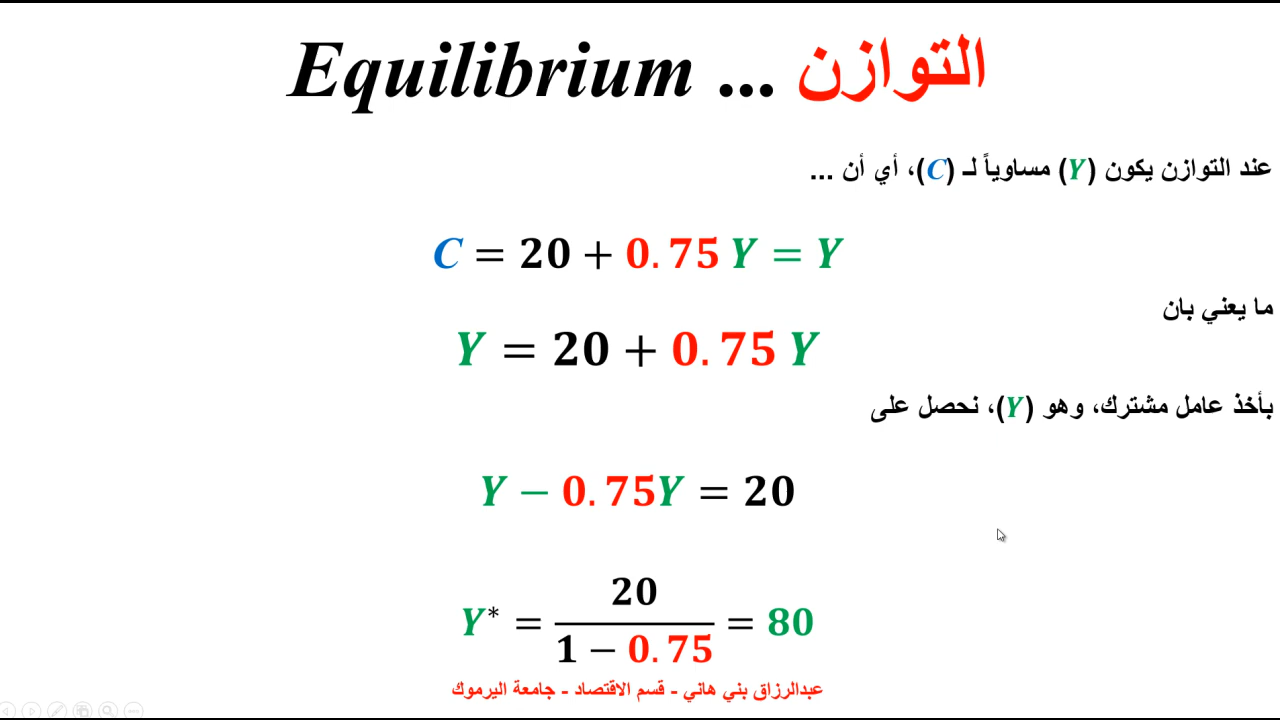 التوازن ... Equilibrium
عند التوازن يكون (Y) مساوياً لـ (C)، أي أن ...
C = 20 + 0.75 Y = Y
ما يعني بان
Y = 20 + 0.75 Y
بأخذ عامل مشترك، وهو (Y)، نحصل على
Y − 0.75Y = 20
Y* = 20 / (1 − 0.75) = 80
عبدالرزاق بني هاني - قسم الاقتصاد - جامعة اليرموك